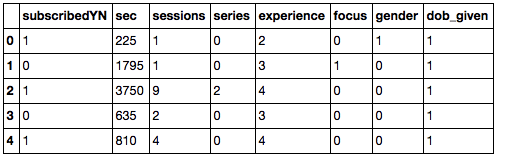 subscribedYN sec sessions series experience focus gender dob_given
0 1 225 1 0 2 0 1 1
1 0 1795 1 0 3 1 0 1
2 1 3750 9 2 4 0 0 1
3 0 635 2 0 3 0 0 1
4 1 810 4 0 4 0 0 1